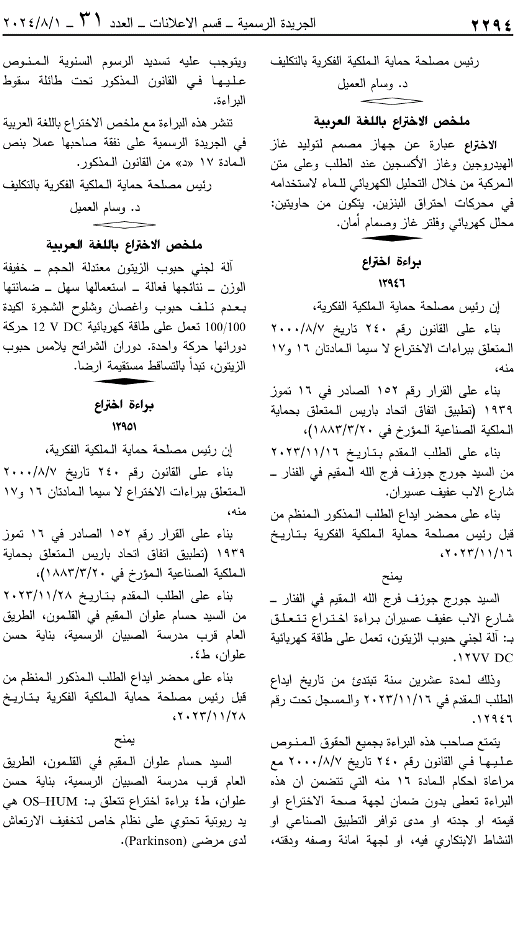 ٢٢٩٤
الجريدة الرسمية – قسم الاعلانات – العدد ٣١ – ٢٠٢٤/٨/١
رئيس مصلحة حماية الملكية الفكرية بالتكليف
د. وسام العميل
ملخص الاختراع باللغة العربية
الاختراع عبارة عن جهاز مصمم لتوليد غاز
الهيدروجين وغاز الأكسجين عند الطلب وعلى متن
المركبة من خلال التحليل الكهربائي للماء لاستخدامه
في محركات احتراق البنزين. يتكون من حاويتين:
محلل كهربائي وفلتر غاز وصمام أمان.
براءة اختراع
١٢٩٤٦
إن رئيس مصلحة حماية الملكية الفكرية،
بناء على القانون رقم ٢٤٠ تاريخ ٢٠٠٠/٨/٧
المتعلق ببراءات الاختراع لا سيما المادتان ١٦ و١٧
منه،
بناء على القرار رقم ١٥٢ الصادر في ١٦ تموز
١٩٣٩ (تطبيق اتفاق اتحاد باريس المتعلق بحماية
الملكية الصناعية المؤرخ في ١٨٨٣/٣/٢٠)،
بناء على الطلب المقدم بتاريخ ٢٠٢٣/١١/١٦
من السيد جورج جوزف فرج الله المقيم في الفنار –
شارع الاب عفيف عسيران.
بناء على محضر ايداع الطلب المذكور المنظم من
قبل رئيس مصلحة حماية الملكية الفكرية بتاريخ
٢٠٢٣/١١/١٦،
يمنح
السيد جورج جوزف فرج الله المقيم في الفنار –
شارع الاب عفيف عسيران براءة اختراع تتعلق
بـ: آلة لجني حبوب الزيتون، تعمل على طاقة كهربائية
١٢VV DC.
وذلك لمدة عشرين سنة تبتدئ من تاريخ ايداع
الطلب المقدم في ٢٠٢٣/١١/١٦ والمسجل تحت رقم
١٢٩٤٦.
يتمتع صاحب هذه البراءة بجميع الحقوق المنصوص
عليها في القانون رقم ٢٤٠ تاريخ ٢٠٠٠/٨/٧ مع
مراعاة احكام المادة ١٦ منه التي تتضمن ان هذه
البراءة تعطى بدون ضمان لجهة صحة الاختراع او
قيمته او جدته او مدى توافر التطبيق الصناعي او
النشاط الابتكاري فيه، او لجهة امانة وصفه ودقته،
ويتوجب عليه تسديد الرسوم السنوية المنصوص
عليها في القانون المذكور تحت طائلة سقوط
البراءة.
تنشر هذه البراءة مع ملخص الاختراع باللغة العربية
في الجريدة الرسمية على نفقة صاحبها عملا بنص
المادة ١٧ «د» من القانون المذكور.
رئيس مصلحة حماية الملكية الفكرية بالتكليف
د. وسام العميل
ملخص الاختراع باللغة العربية
آلة لجني حبوب الزيتون معتدلة الحجم – خفيفة
الوزن – نتائجها فعالة – استعمالها سهل – ضمانتها
بعدم تلف حبوب واغصان وشلوح الشجرة اكيدة
100/100 تعمل على طاقة كهربائية 12 V DC حركة
دورانها حركة واحدة. دوران الشرائح يلامس حبوب
الزيتون، تبدأ بالتساقط مستقيمة ارضا.
براءة اختراع
١٢٩٥١
إن رئيس مصلحة حماية الملكية الفكرية،
بناء على القانون رقم ٢٤٠ تاريخ ٢٠٠٠/٨/٧
المتعلق ببراءات الاختراع لا سيما المادتان ١٦ و١٧
منه،
بناء على القرار رقم ١٥٢ الصادر في ١٦ تموز
١٩٣٩ (تطبيق اتفاق اتحاد باريس المتعلق بحماية
الملكية الصناعية المؤرخ في ١٨٨٣/٣/٢٠)،
بناء على الطلب المقدم بتاريخ ٢٠٢٣/١١/٢٨
من السيد حسام علوان المقيم في القلمون، الطريق
العام قرب مدرسة الصبيان الرسمية، بناية حسن
علوان، ط٤.
بناء على محضر ايداع الطلب المذكور المنظم من
قبل رئيس مصلحة حماية الملكية الفكرية بتاريخ
٢٠٢٣/١١/٢٨،
يمنح
السيد حسام علوان المقيم في القلمون، الطريق
العام قرب مدرسة الصبيان الرسمية، بناية حسن
علوان، ط٤ براءة اختراع تتعلق بـ: OS–HUM هي
يد ربوتية تحتوي على نظام خاص لتخفيف الارتعاش
لدى مرضى (Parkinson).